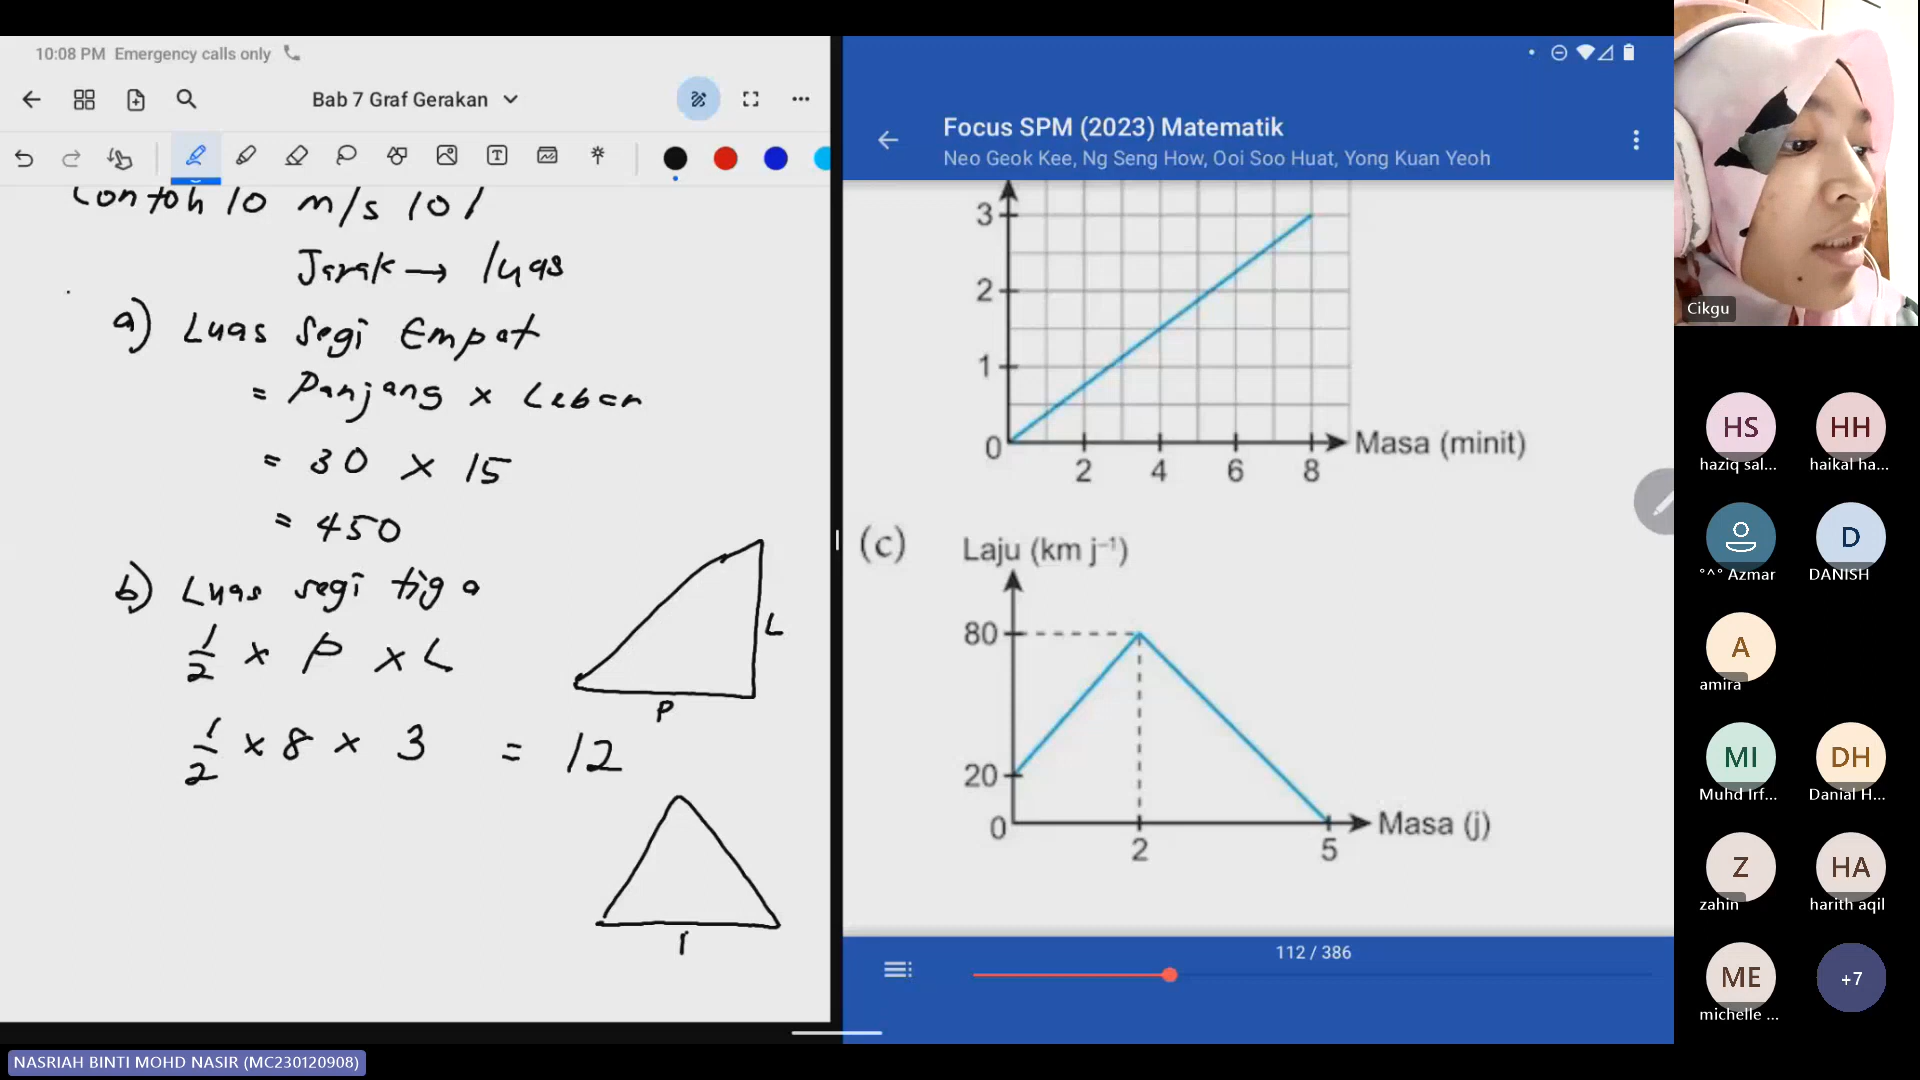 10:08 PM Emergency calls only
Bab 7 Graf Gerakan
Contoh 10 m/s 10 /
Jarak → luas
a) Luas Segi Empat
= Panjang × Lebar
= 30 × 15
= 450
b) Luas segi tiga
1/2 × P × L
1/2 × 8 × 3 = 12
L
P
Focus SPM (2023) Matematik
Neo Geok Kee, Ng Seng How, Ooi Soo Huat, Yong Kuan Yeoh
3
2
1
0
2 4 6 8
Masa (minit)
(c) Laju (km j⁻¹)
80
20
0
2 5
Masa (j)
112 / 386
Cikgu
HS HH
haziq sal... haikal ha...
D
°^° Azmar DANISH
A
amira
MI DH
Muhd Irf... Danial H...
Z HA
zahin harith aqil
ME +7
michelle ...
NASRIAH BINTI MOHD NASIR (MC230120908)